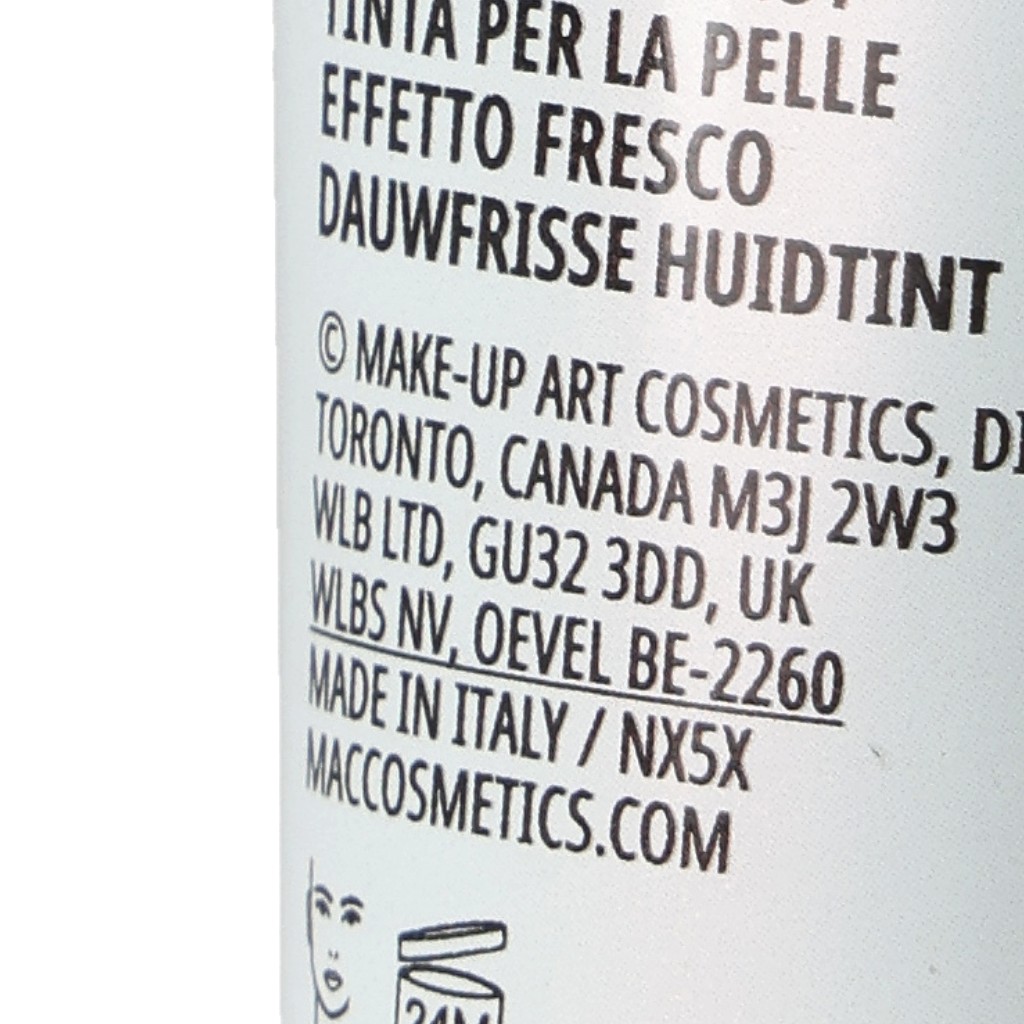 TINTA PER LA PELLE
EFFETTO FRESCO
DAUWFRISSE HUIDTINT
© MAKE-UP ART COSMETICS,
TORONTO, CANADA M3J 2W3
WLB LTD, GU32 3DD, UK
WLBS NV, OEVEL BE-2260
MADE IN ITALY / NX5X
MACCOSMETICS.COM
24M